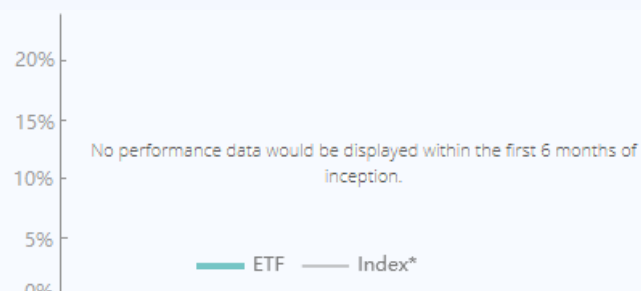 20%
15%
No performance data would be displayed within the first 6 months of
inception.
10%
5%
ETF Index*
0%